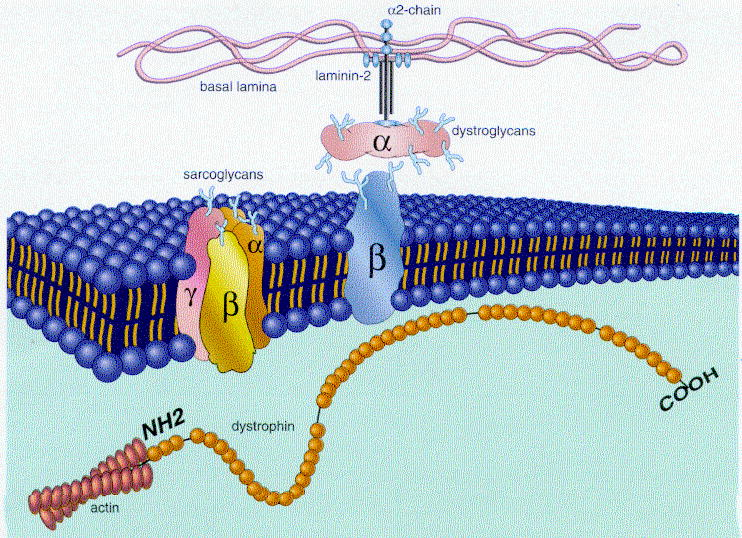 α2-chain
basal lamina
laminin-2
dystroglycans
α
sarcoglycans
α
β
γ
β
COOH
NH2
dystrophin
actin